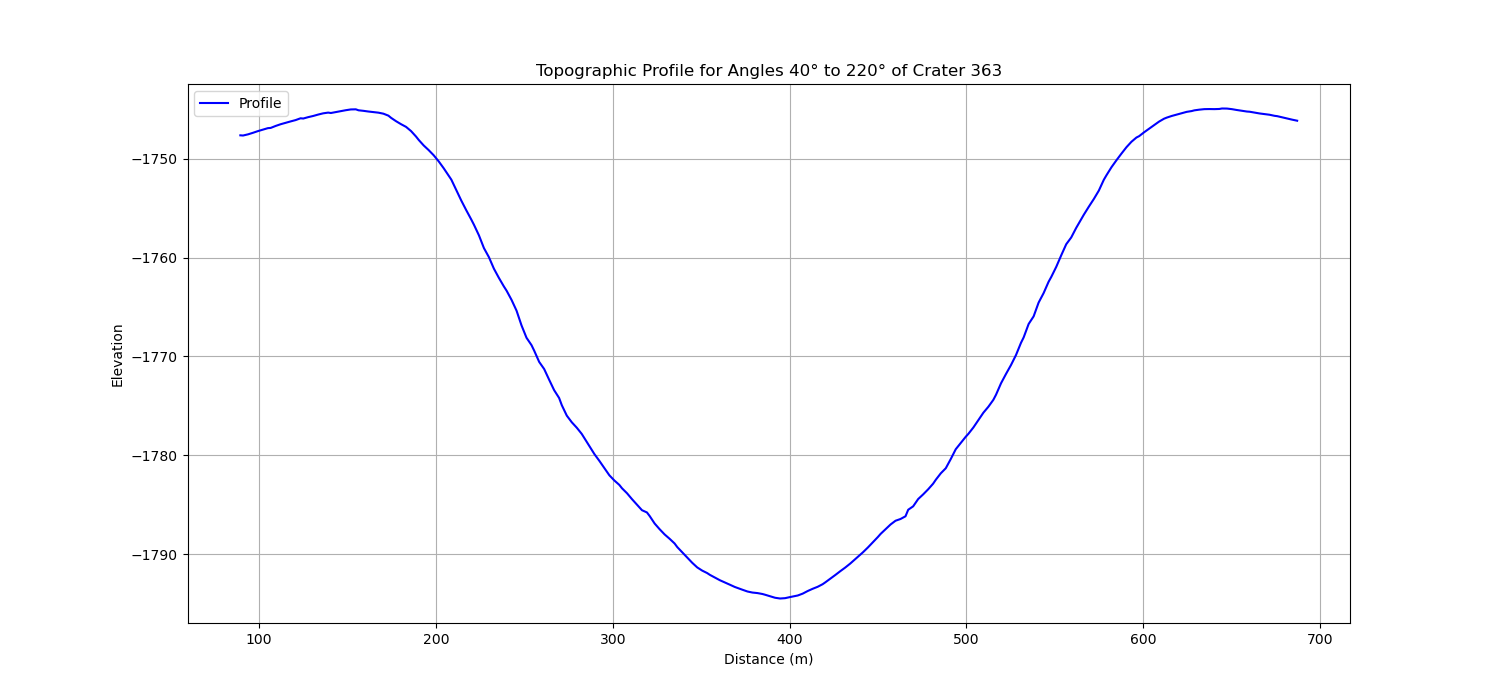 Topographic Profile for Angles 40° to 220° of Crater 363
Profile
−1750
−1760
−1770
−1780
−1790
Elevation
100 200 300 400 500 600 700
Distance (m)